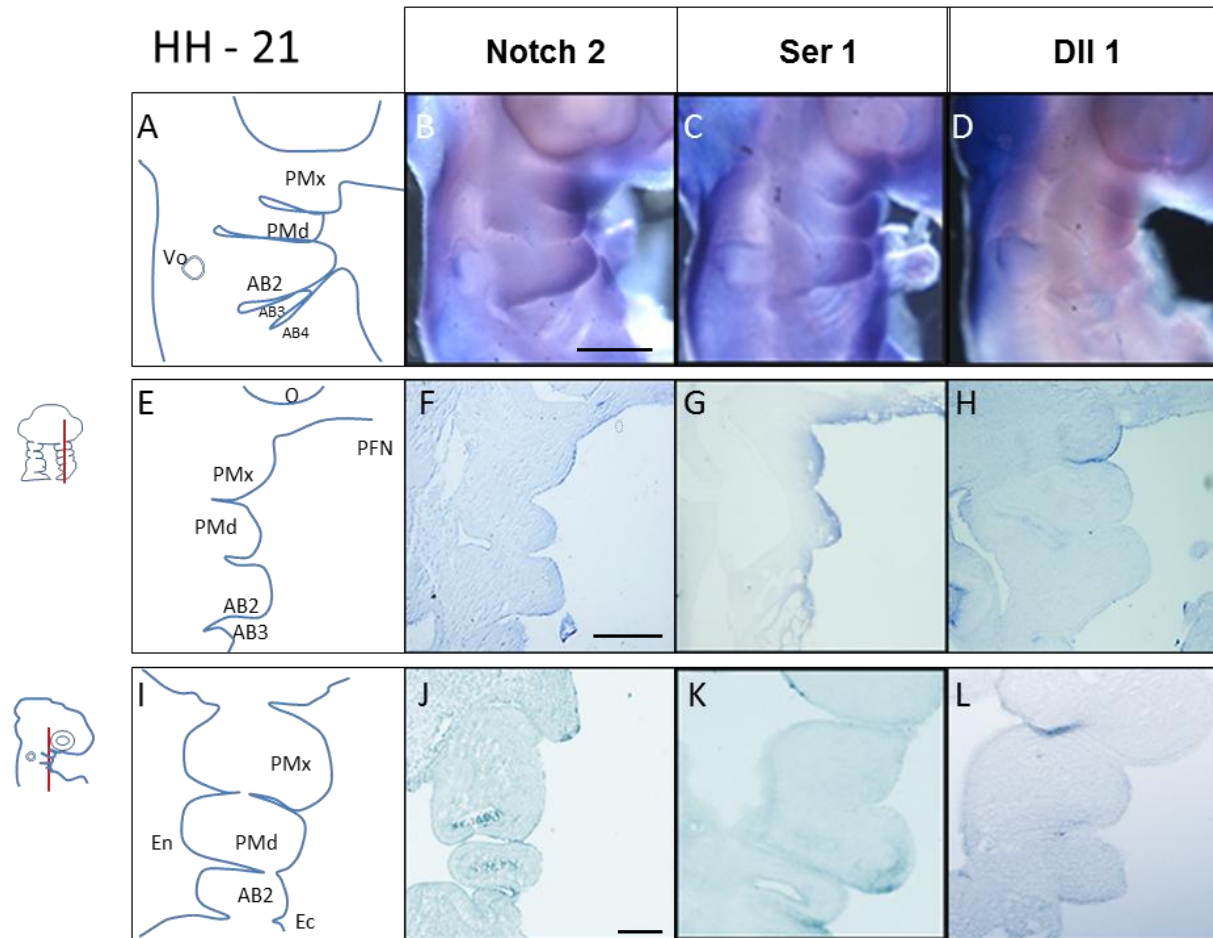 HH - 21
Notch 2
Ser 1
Dll 1
A
PMx
PMd
Vo
AB2
AB3
AB4
B
C
D
E
O
PFN
PMx
PMd
AB2
AB3
F
G
H
I
PMx
En
PMd
AB2
Ec
J
K
L